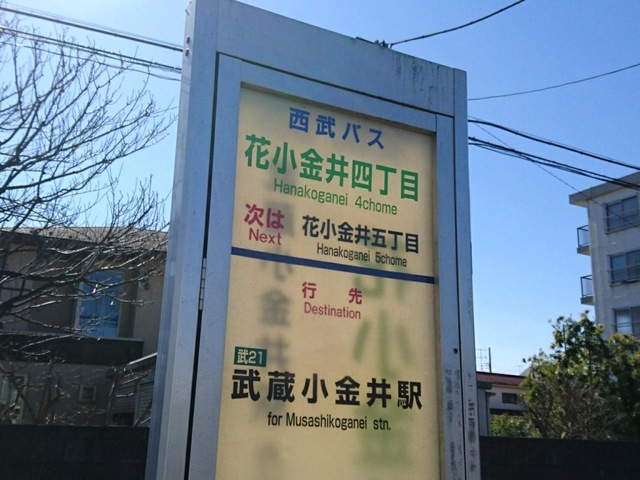 西武バス
花小金井四丁目
Hanakoganei 4chome
次は
Next
花小金井五丁目
Hanakoganei 5chome
行先
Destination
武21
武蔵小金井駅
for Musashikoganei stn.